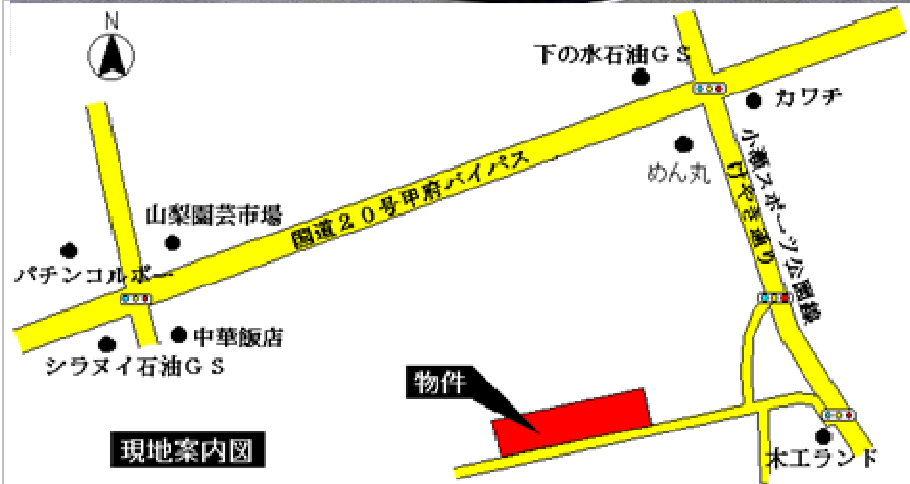 N
下の水石油GS
カワチ
めん丸
小瀬スポーツ公園線
けやき通り
国道20号甲府バイパス
山梨園芸市場
パチンコルポー
中華飯店
シラヌイ石油GS
物件
現地案内図
木工ランド